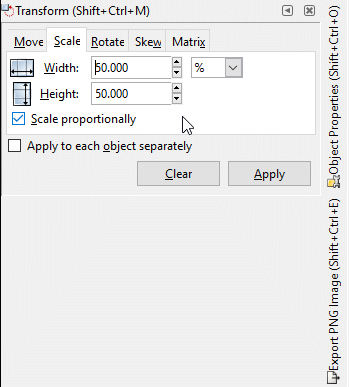 Transform (Shift+Ctrl+M)
Move Scale Rotate Skew Matrix
Width: 50.000 %
Height: 50.000
Scale proportionally
Apply to each object separately
Clear Apply
Object Properties (Shift+Ctrl+O)
Export PNG Image (Shift+Ctrl+E)